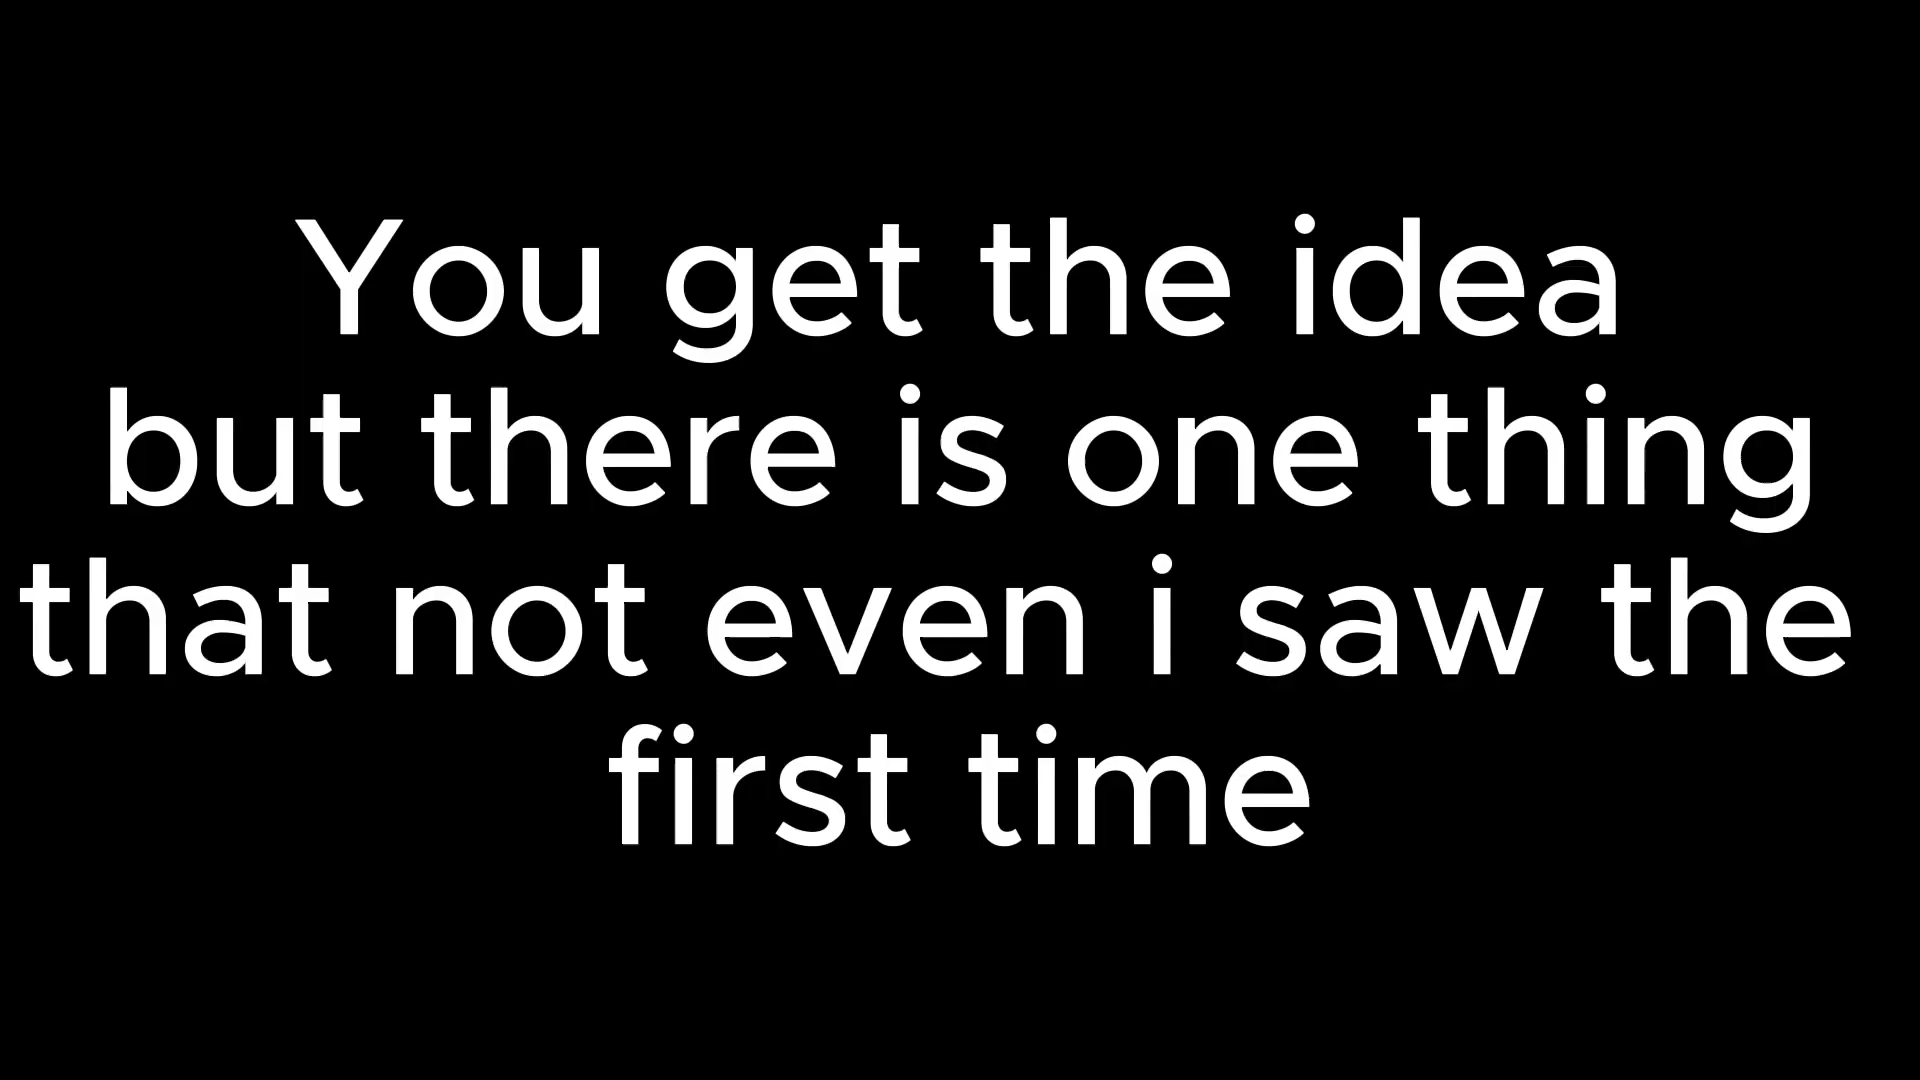 You get the idea
but there is one thing
that not even i saw the
first time